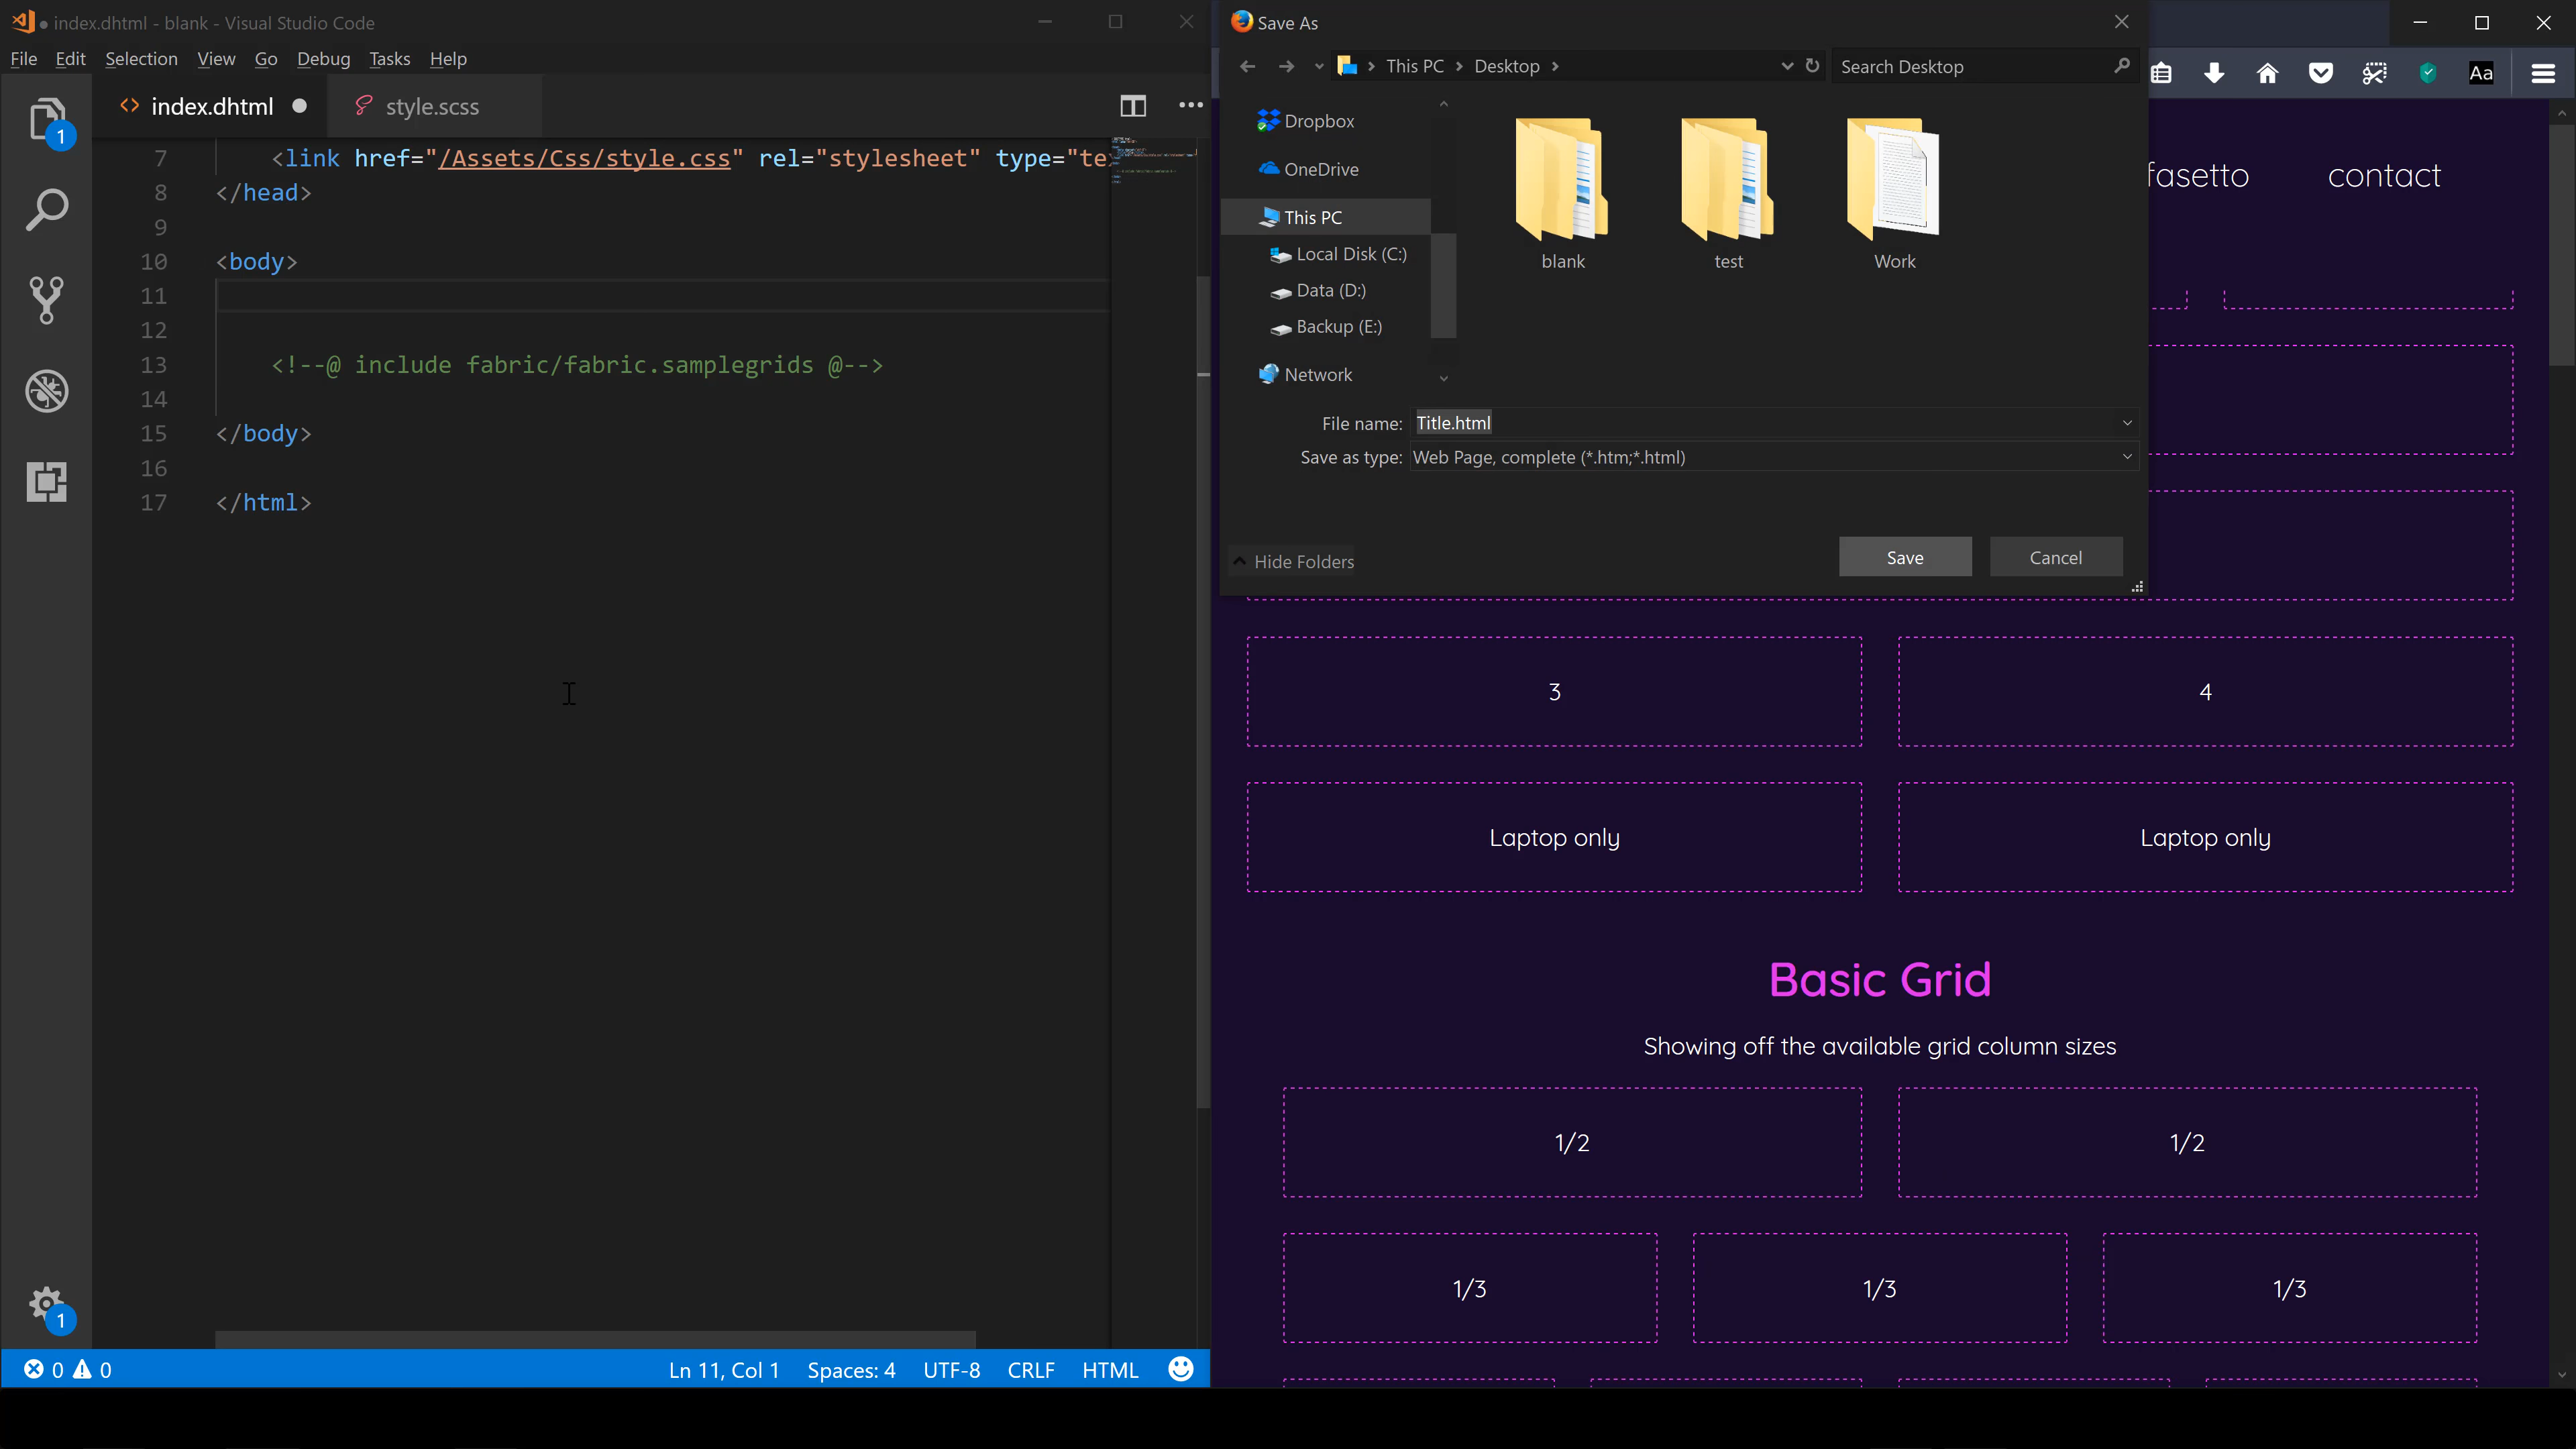 index.dhtml - blank - Visual Studio Code
File Edit Selection View Go Debug Tasks Help
index.dhtml
style.scss
1
7 <link href="/Assets/Css/style.css" rel="stylesheet" type="te
8 </head>
9
10 <body>
11
12
13 <!--@ include fabric/fabric.samplegrids @-->
14
15 </body>
16
17 </html>
1
0 0
Ln 11, Col 1 Spaces: 4 UTF-8 CRLF HTML
Save As
This PC > Desktop >
Search Desktop
Dropbox
OneDrive
This PC
Local Disk (C:)
Data (D:)
Backup (E:)
Network
blank
test
Work
File name: Title.html
Save as type: Web Page, complete (*.htm;*.html)
Hide Folders
Save
Cancel
Aa
fasetto contact
3
4
Laptop only
Laptop only
Basic Grid
Showing off the available grid column sizes
1/2
1/2
1/3
1/3
1/3